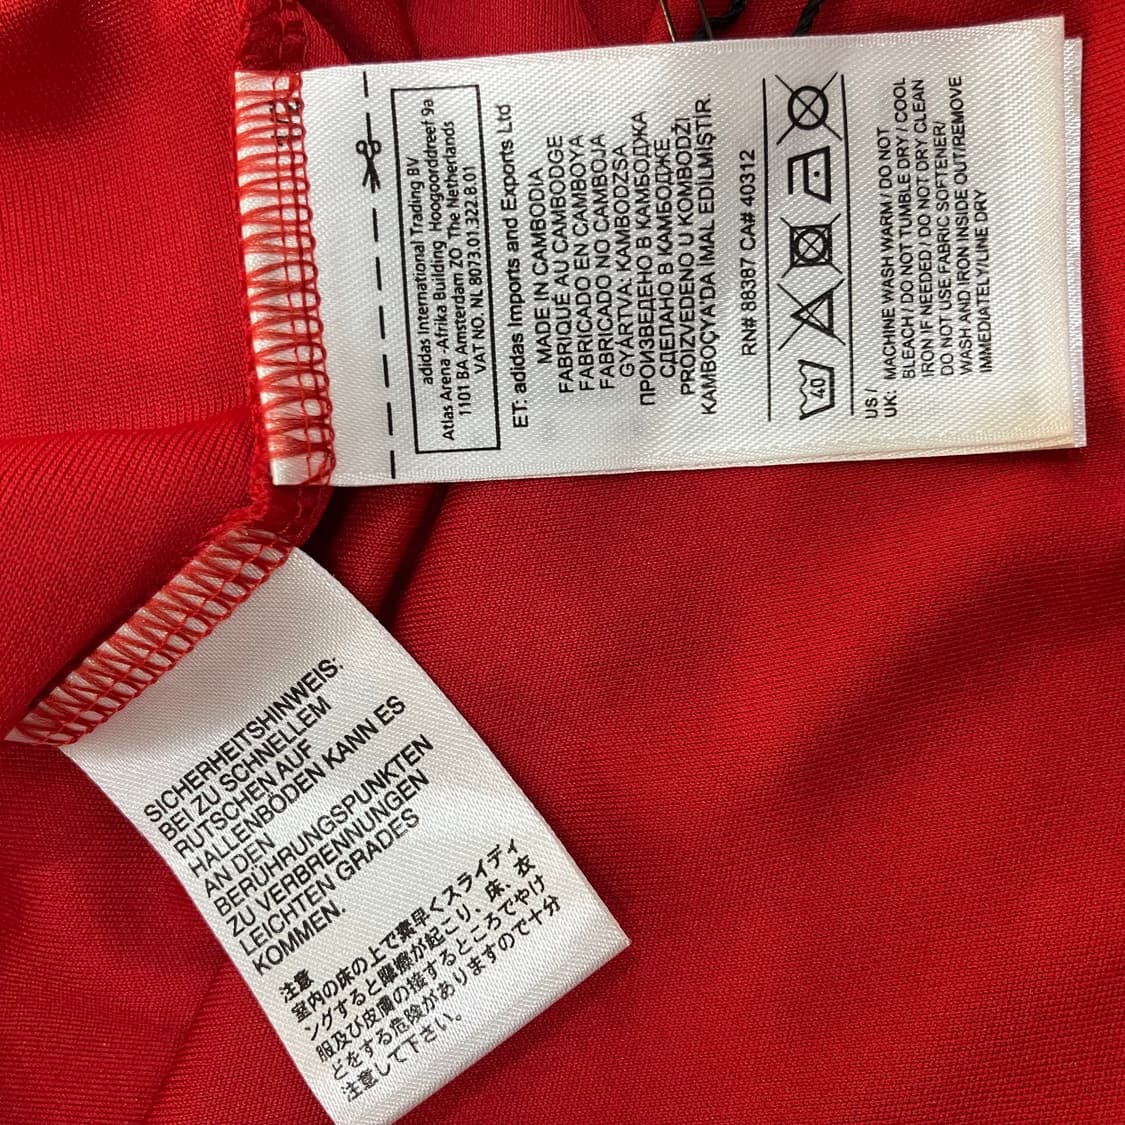 adidas International Trading BV
Atlas Arena -Afrika Building Hoogoorddreef 9a
1101 BA Amsterdam ZO The Netherlands
VAT NO. NL 8073.01.322.B.01
ET: adidas Imports and Exports Ltd
MADE IN CAMBODIA
FABRIQUÉ AU CAMBODGE
FABRICADO EN CAMBOYA
FABRICADO NO CAMBOJA
GYÁRTVA: KAMBODZSA
ПРОИЗВЕДЕНО В КАМБОДЖА
СДЕЛАНО В КАМБОДЖЕ
PROIZVEDENO U KOMBODŽI
KAMBOÇYA'DA IMAL EDILMIŞTIR.
RN# 88387 CA# 40312
40
US /
UK: MACHINE WASH WARM / DO NOT
BLEACH / DO NOT TUMBLE DRY / COOL
IRON IF NEEDED / DO NOT DRY CLEAN
DO NOT USE FABRIC SOFTENER/
WASH AND IRON INSIDE OUT/REMOVE
IMMEDIATELY/LINE DRY
SICHERHEITSHINWEIS:
BEI ZU SCHNELLEM
RUTSCHEN AUF
HALLENBÖDEN KANN ES
AN DEN
BERÜHRUNGSPUNKTEN
ZU VERBRENNUNGEN
LEICHTEN GRADES
KOMMEN.
注意
室内の床の上で素早くスライディ
ングすると摩擦が起こり、床、衣
服及び皮膚の接するところでやけ
どをする危険がありますので十分
注意して下さい。